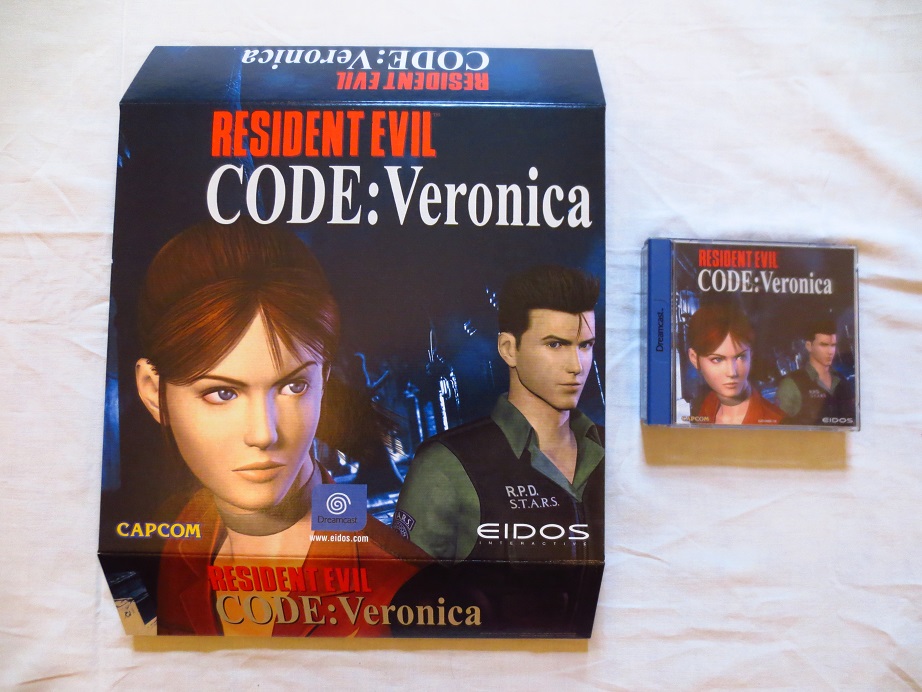 CODE:Veronica
RESIDENT EVIL
RESIDENT EVIL
CODE:Veronica
R.P.D.
S.T.A.R.S.
ARS
Dreamcast
www.eidos.com
CAPCOM
EIDOS
INTERACTIVE
RESIDENT EVIL
CODE:Veronica
RESIDENT EVIL
CODE:Veronica
Dreamcast
R.P.D.
CAPCOM
EIDOS